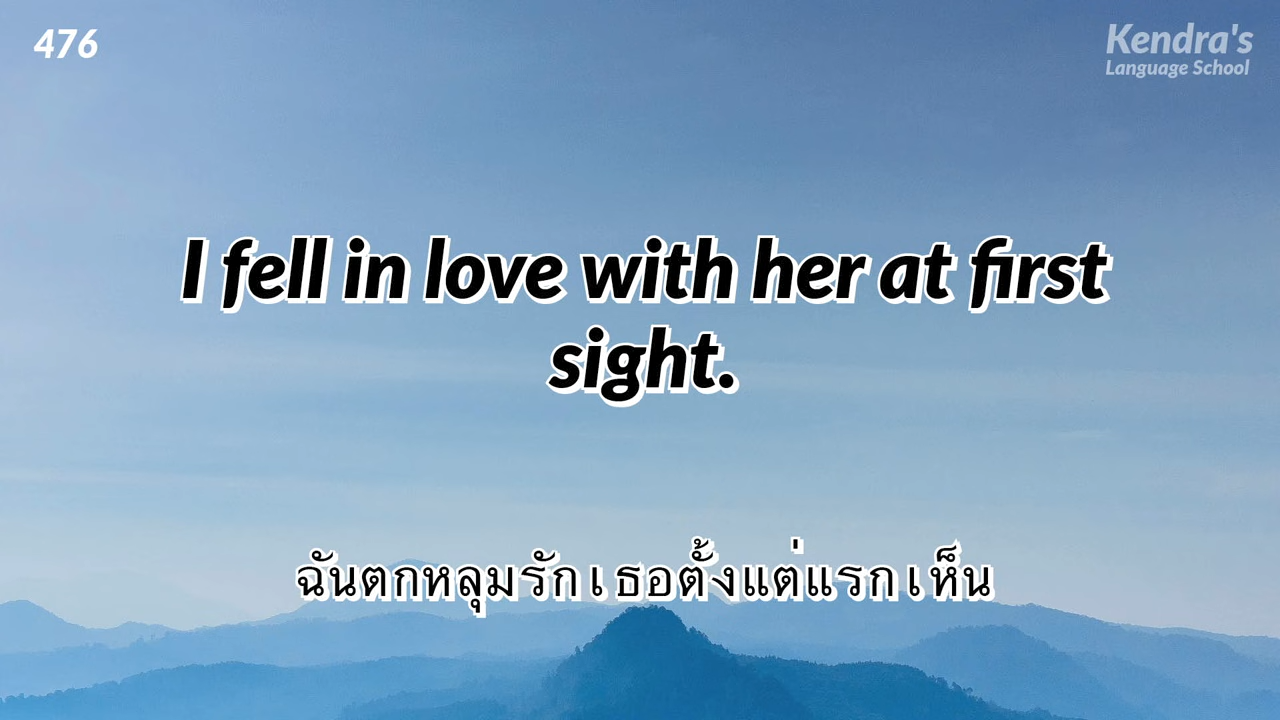 476
Kendra's
Language School
I fell in love with her at first
sight.
ฉันตกหลุมรักเธอตั้งแต่แรกเห็น